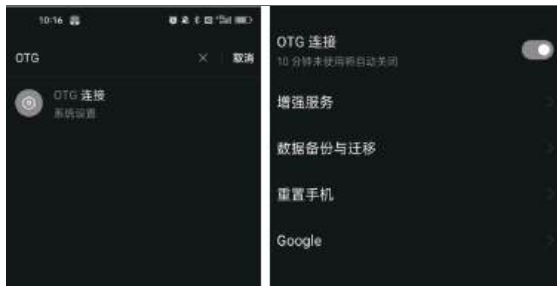 10:16
OTG
取消
OTG 连接
系统设置
OTG 连接
10 分钟未使用将自动关闭
增强服务
数据备份与迁移
重置手机
Google